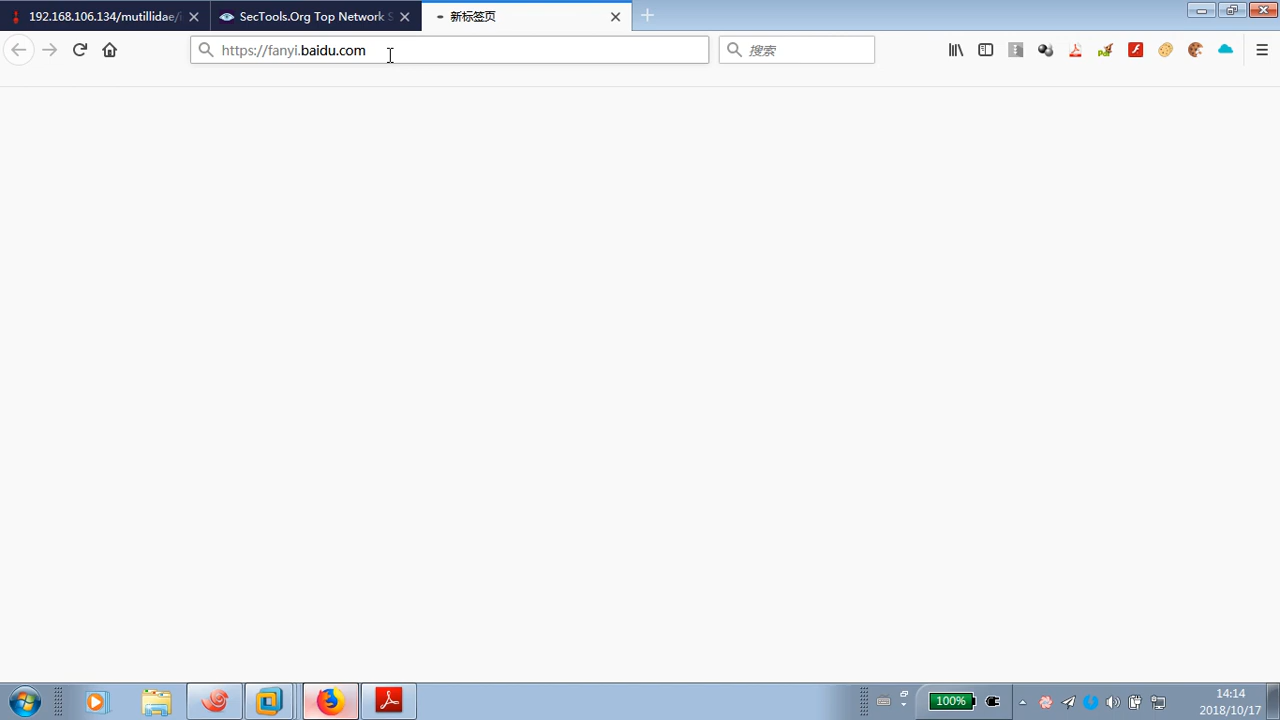 192.168.106.134/mutillidae/
SecTools.Org Top Network S
新标签页
https://fanyi.baidu.com
搜索
100%
14:14
2018/10/17